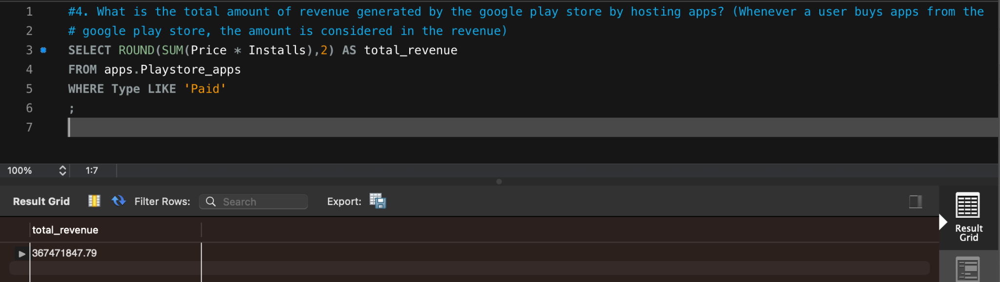 1 #4. What is the total amount of revenue generated by the google play store by hosting apps? (Whenever a user buys apps from the
2 # google play store, the amount is considered in the revenue)
3 SELECT ROUND(SUM(Price * Installs),2) AS total_revenue
4 FROM apps.Playstore_apps
5 WHERE Type LIKE 'Paid'
6 ;
7
100% 1:7
Result Grid Filter Rows: Search Export:
Result
Grid
total_revenue
367471847.79